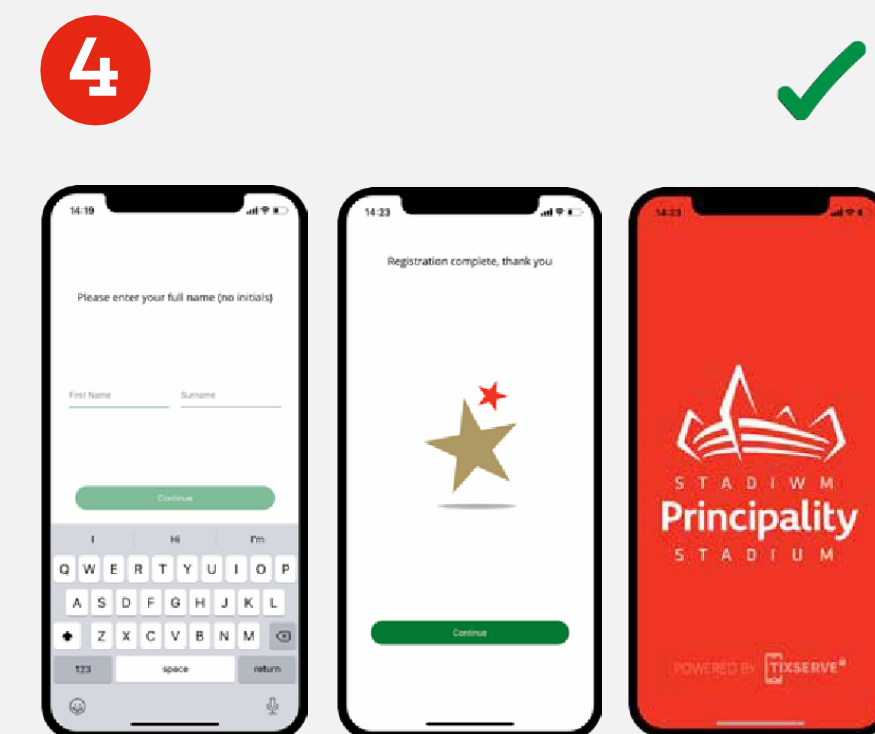 4
14:19
Please enter your full name (no initials)
First Name Surname
Continue
I Hi I'm
Q W E R T Y U I O P
A S D F G H J K L
Z X C V B N M
123 space return
14:23
Registration complete, thank you
Continue
14:23
STADIWM
Principality
STADIUM
POWERED BY TIXSERVE®